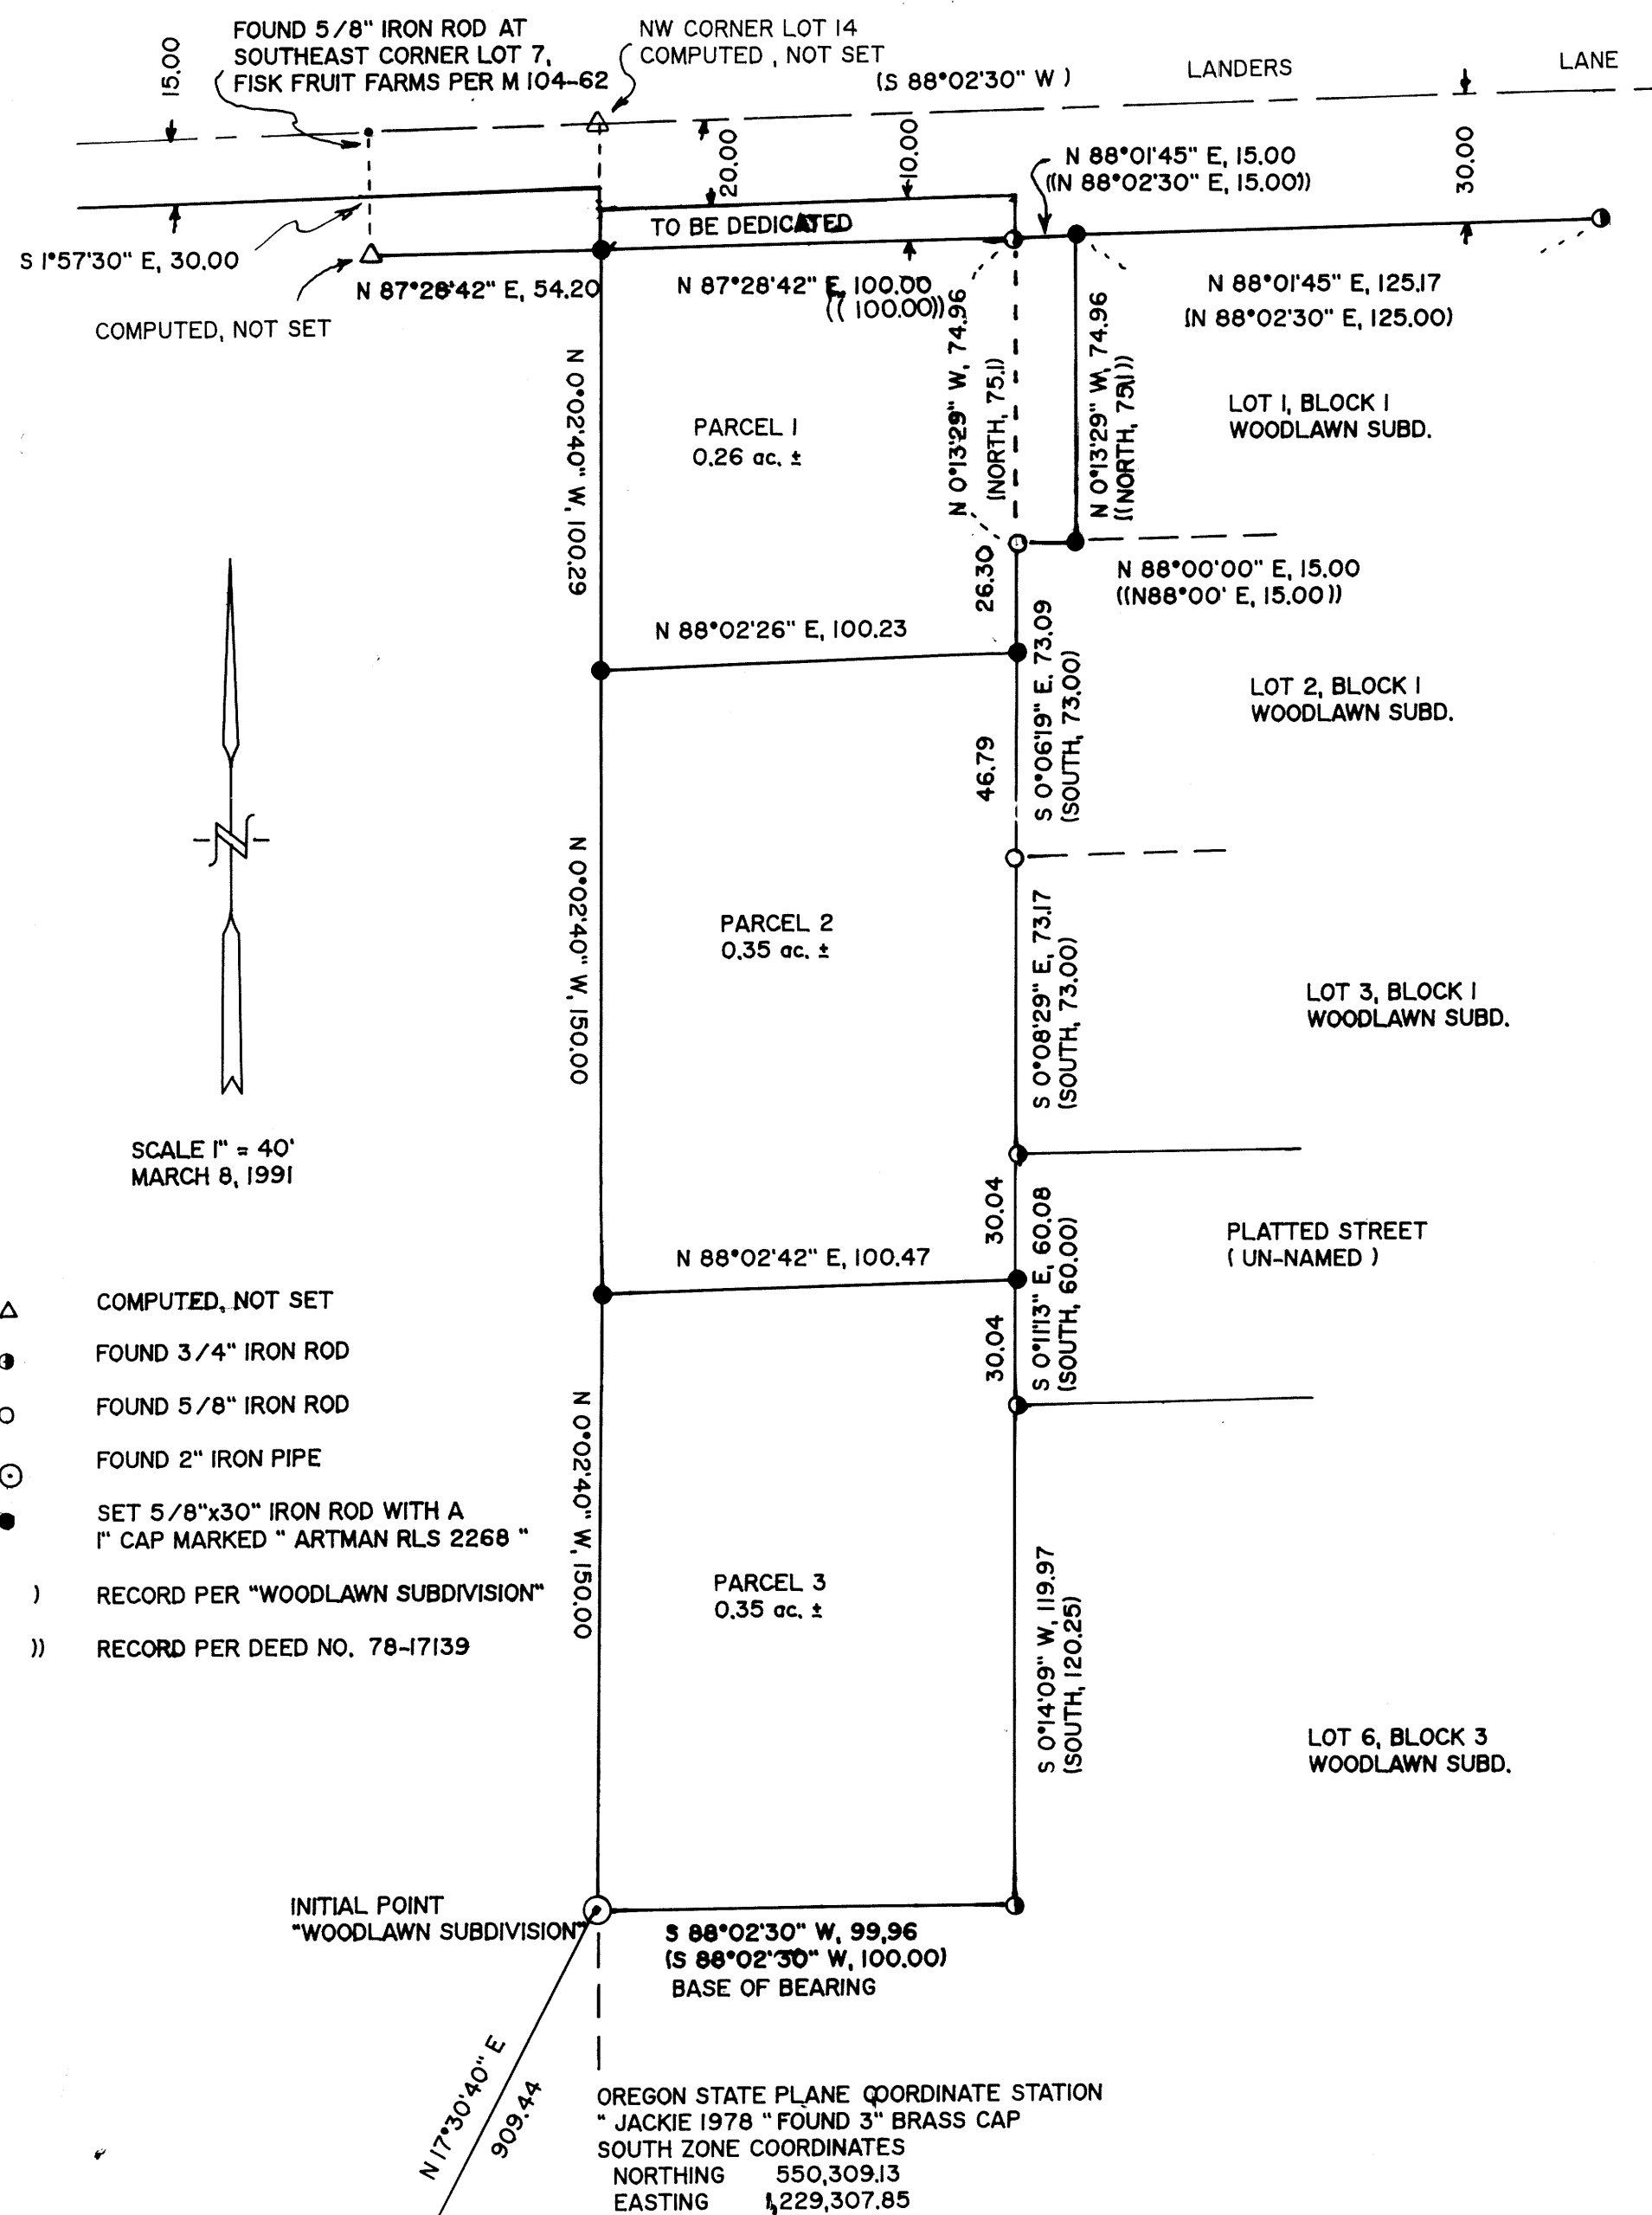 FOUND 5/8" IRON ROD AT
SOUTHEAST CORNER LOT 7,
FISK FRUIT FARMS PER M 104-62
NW CORNER LOT 14
COMPUTED, NOT SET
(S 88°02'30" W)
LANDERS
LANE
15.00
20.00
10.00
30.00
N 88°01'45" E, 15.00
((N 88°02'30" E, 15.00))
TO BE DEDICATED
S 1°57'30" E, 30.00
N 87°28'42" E, 54.20
COMPUTED, NOT SET
N 87°28'42" E, 100.00
((100.00))
N 88°01'45" E, 125.17
(N 88°02'30" E, 125.00)
N 0°02'40" W, 100.29
N 0°13'29" W, 74.96
(NORTH, 75.1)
N 0°13'29" W, 74.96
((NORTH, 75.1))
PARCEL 1
0.26 ac. ±
LOT 1, BLOCK 1
WOODLAWN SUBD.
N 88°00'00" E, 15.00
((N88°00' E, 15.00))
26.30
N 88°02'26" E, 100.23
S 0°06'19" E. 73.09
(SOUTH, 73.00)
46.79
LOT 2, BLOCK 1
WOODLAWN SUBD.
N 0°02'40" W, 150.00
PARCEL 2
0.35 ac. ±
S 0°08'29" E, 73.17
(SOUTH, 73.00)
LOT 3, BLOCK 1
WOODLAWN SUBD.
N
SCALE 1" = 40'
MARCH 8, 1991
30.04
30.04
S 0°11'13" E, 60.08
(SOUTH, 60.00)
PLATTED STREET
( UN-NAMED )
N 88°02'42" E, 100.47
COMPUTED, NOT SET
FOUND 3/4" IRON ROD
FOUND 5/8" IRON ROD
FOUND 2" IRON PIPE
SET 5/8"x30" IRON ROD WITH A
1" CAP MARKED " ARTMAN RLS 2268 "
) RECORD PER "WOODLAWN SUBDIVISION"
)) RECORD PER DEED NO. 78-17139
N 0°02'40" W, 150.00
PARCEL 3
0.35 ac. ±
S 0°14'09" W, 119.97
(SOUTH, 120.25)
LOT 6, BLOCK 3
WOODLAWN SUBD.
INITIAL POINT
"WOODLAWN SUBDIVISION"
S 88°02'30" W, 99.96
(S 88°02'30" W, 100.00)
BASE OF BEARING
N 17°30'40" E
909.44
OREGON STATE PLANE COORDINATE STATION
" JACKIE 1978 " FOUND 3" BRASS CAP
SOUTH ZONE COORDINATES
NORTHING 550,309.13
EASTING 1,229,307.85